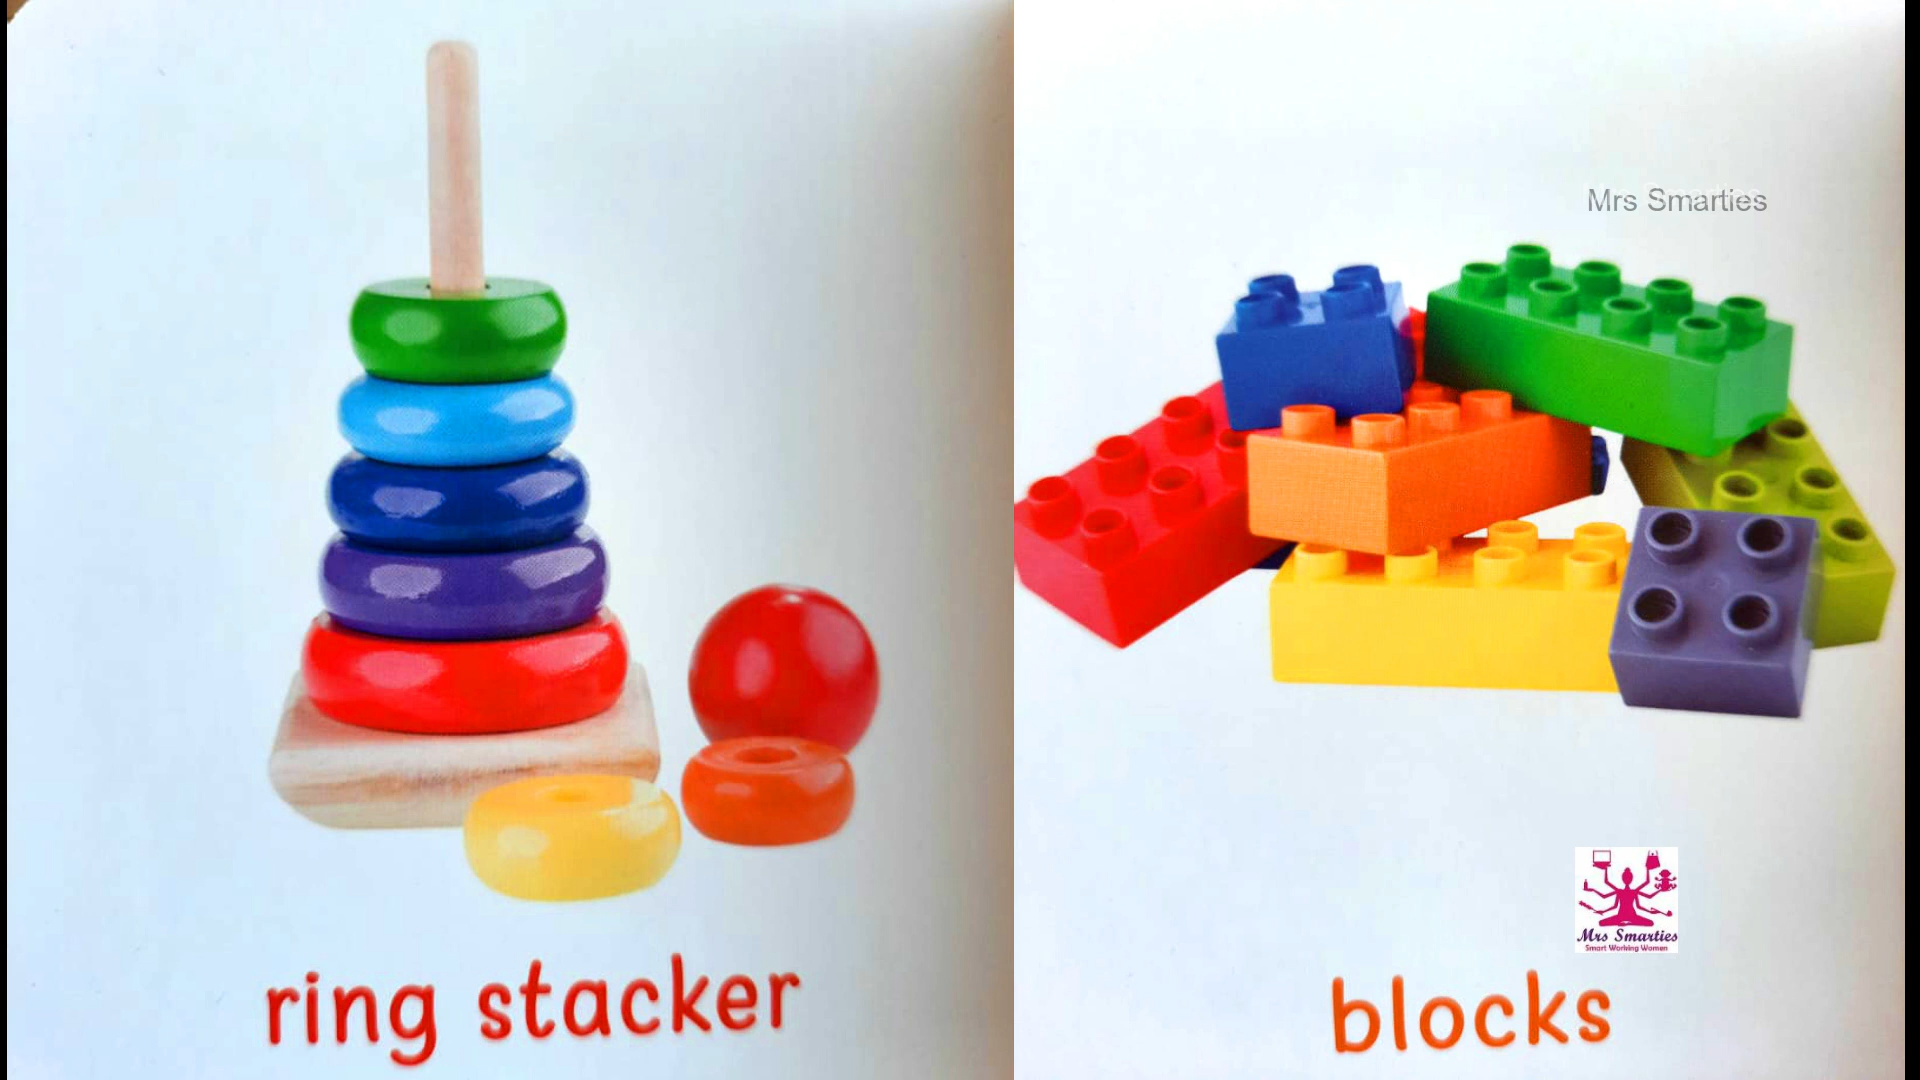 ring stacker
Mrs Smarties
Mrs Smarties
Smart Working Women
blocks